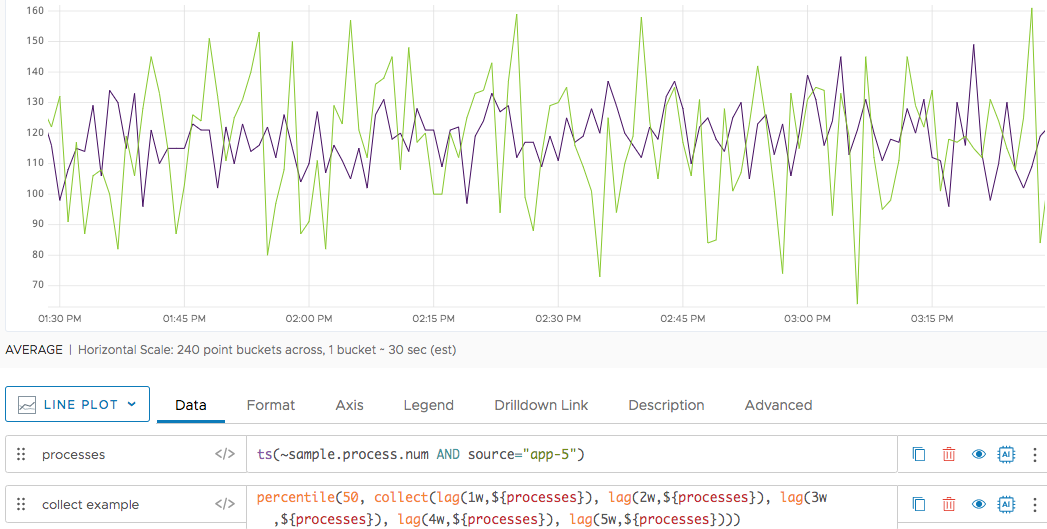 160
150
140
130
120
110
100
90
80
70
01:30 PM 01:45 PM 02:00 PM 02:15 PM 02:30 PM 02:45 PM 03:00 PM 03:15 PM
AVERAGE | Horizontal Scale: 240 point buckets across, 1 bucket ~ 30 sec (est)
LINE PLOT Data Format Axis Legend Drilldown Link Description Advanced
processes </> ts(~sample.process.num AND source="app-5") AI
collect example </> percentile(50, collect(lag(1w,${processes}), lag(2w,${processes}), lag(3w AI
,${processes}), lag(4w,${processes}), lag(5w,${processes})))